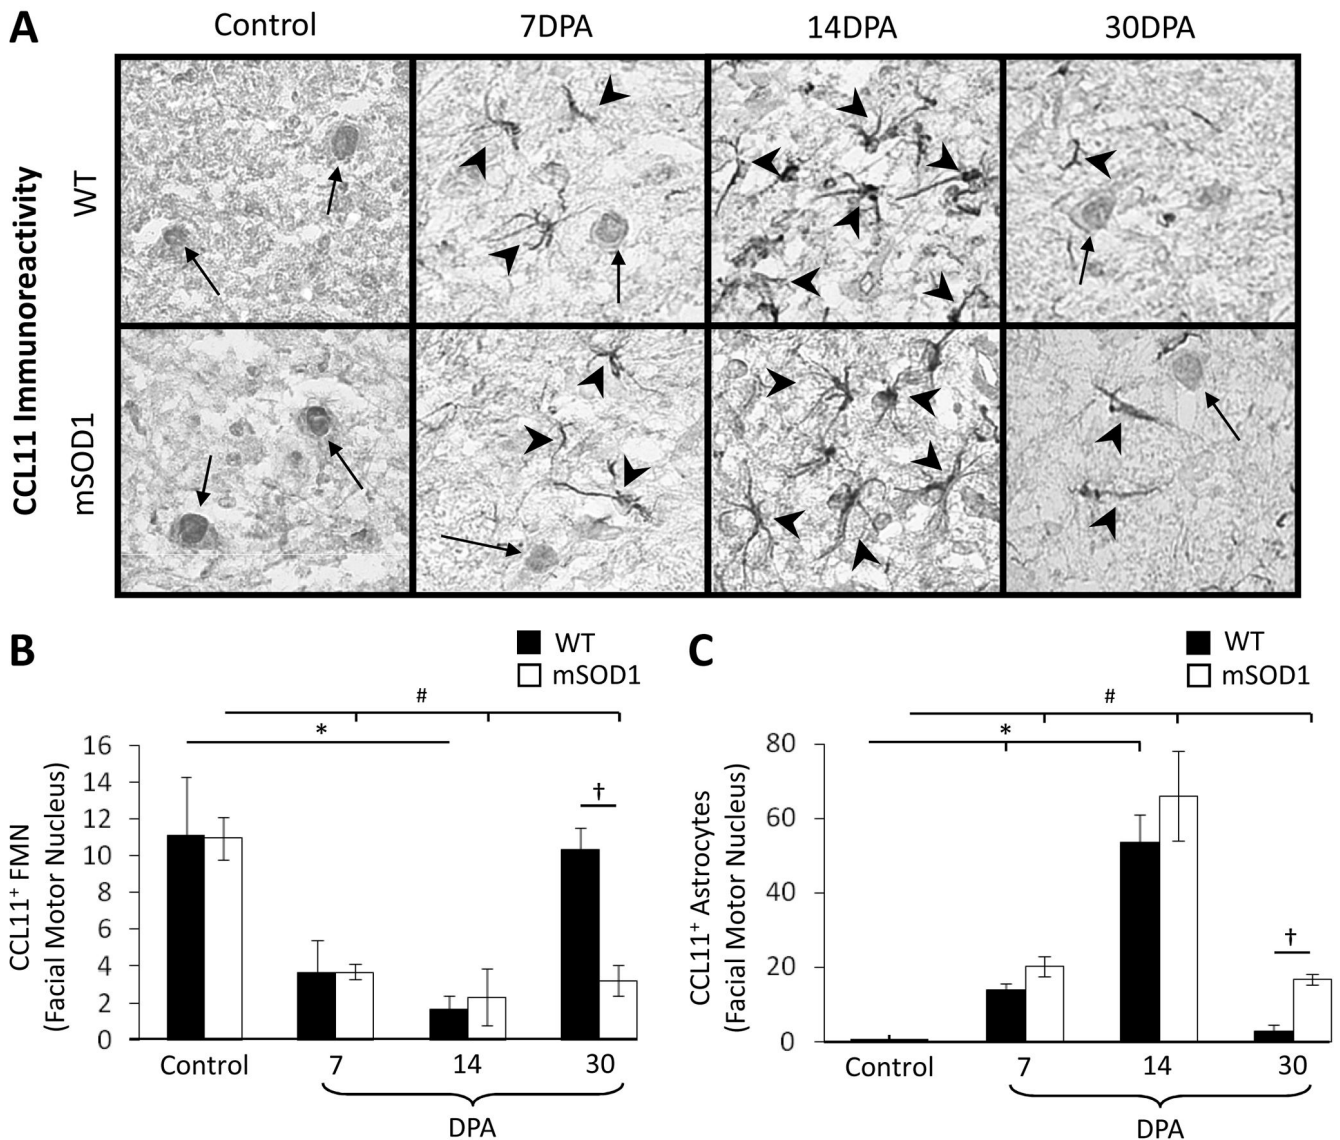 A
Control 7DPA 14DPA 30DPA
CCL11 Immunoreactivity
WT
mSOD1
B
WT
mSOD1
#
*
†
CCL11+ FMN
(Facial Motor Nucleus)
16
14
12
10
8
6
4
2
0
Control 7 14 30
DPA
C
WT
mSOD1
#
*
†
CCL11+ Astrocytes
(Facial Motor Nucleus)
80
60
40
20
0
Control 7 14 30
DPA